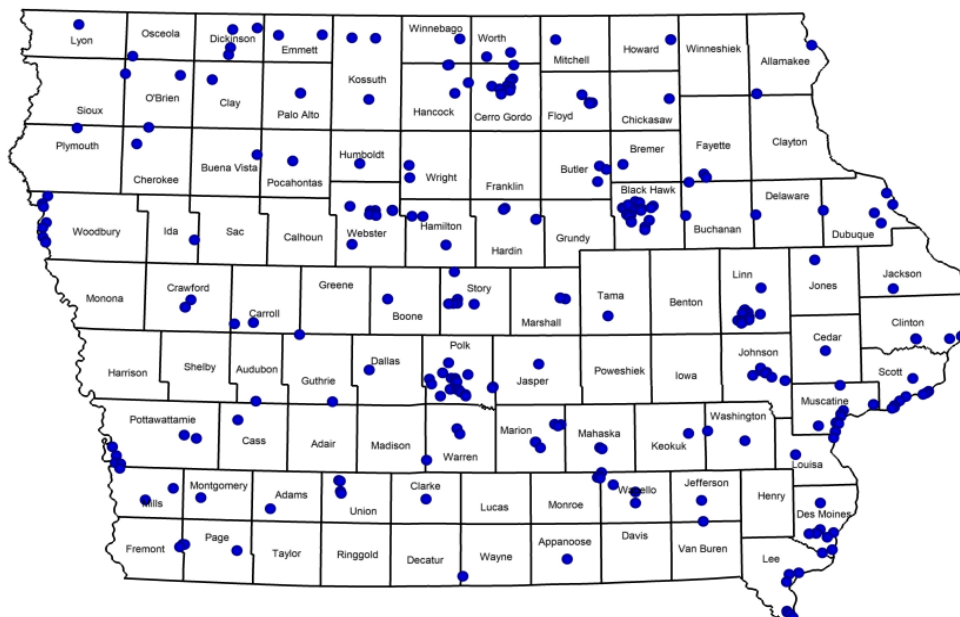 Lyon
Osceola
Dickinson
Emmett
Winnebago
Worth
Mitchell
Howard
Winneshiek
Allamakee
Kossuth
Sioux
O'Brien
Clay
Palo Alto
Hancock
Cerro Gordo
Floyd
Chickasaw
Plymouth
Cherokee
Buena Vista
Pocahontas
Humboldt
Wright
Franklin
Butler
Bremer
Fayette
Clayton
Woodbury
Ida
Sac
Calhoun
Webster
Hamilton
Hardin
Grundy
Black Hawk
Buchanan
Delaware
Dubuque
Monona
Crawford
Carroll
Greene
Boone
Story
Marshall
Tama
Benton
Linn
Jones
Jackson
Clinton
Cedar
Harrison
Shelby
Audubon
Guthrie
Dallas
Polk
Jasper
Poweshiek
Iowa
Johnson
Scott
Muscatine
Pottawattamie
Cass
Adair
Madison
Warren
Marion
Mahaska
Keokuk
Washington
Louisa
Mills
Montgomery
Adams
Union
Clarke
Lucas
Monroe
Wapello
Jefferson
Henry
Des Moines
Fremont
Page
Taylor
Ringgold
Decatur
Wayne
Appanoose
Davis
Van Buren
Lee